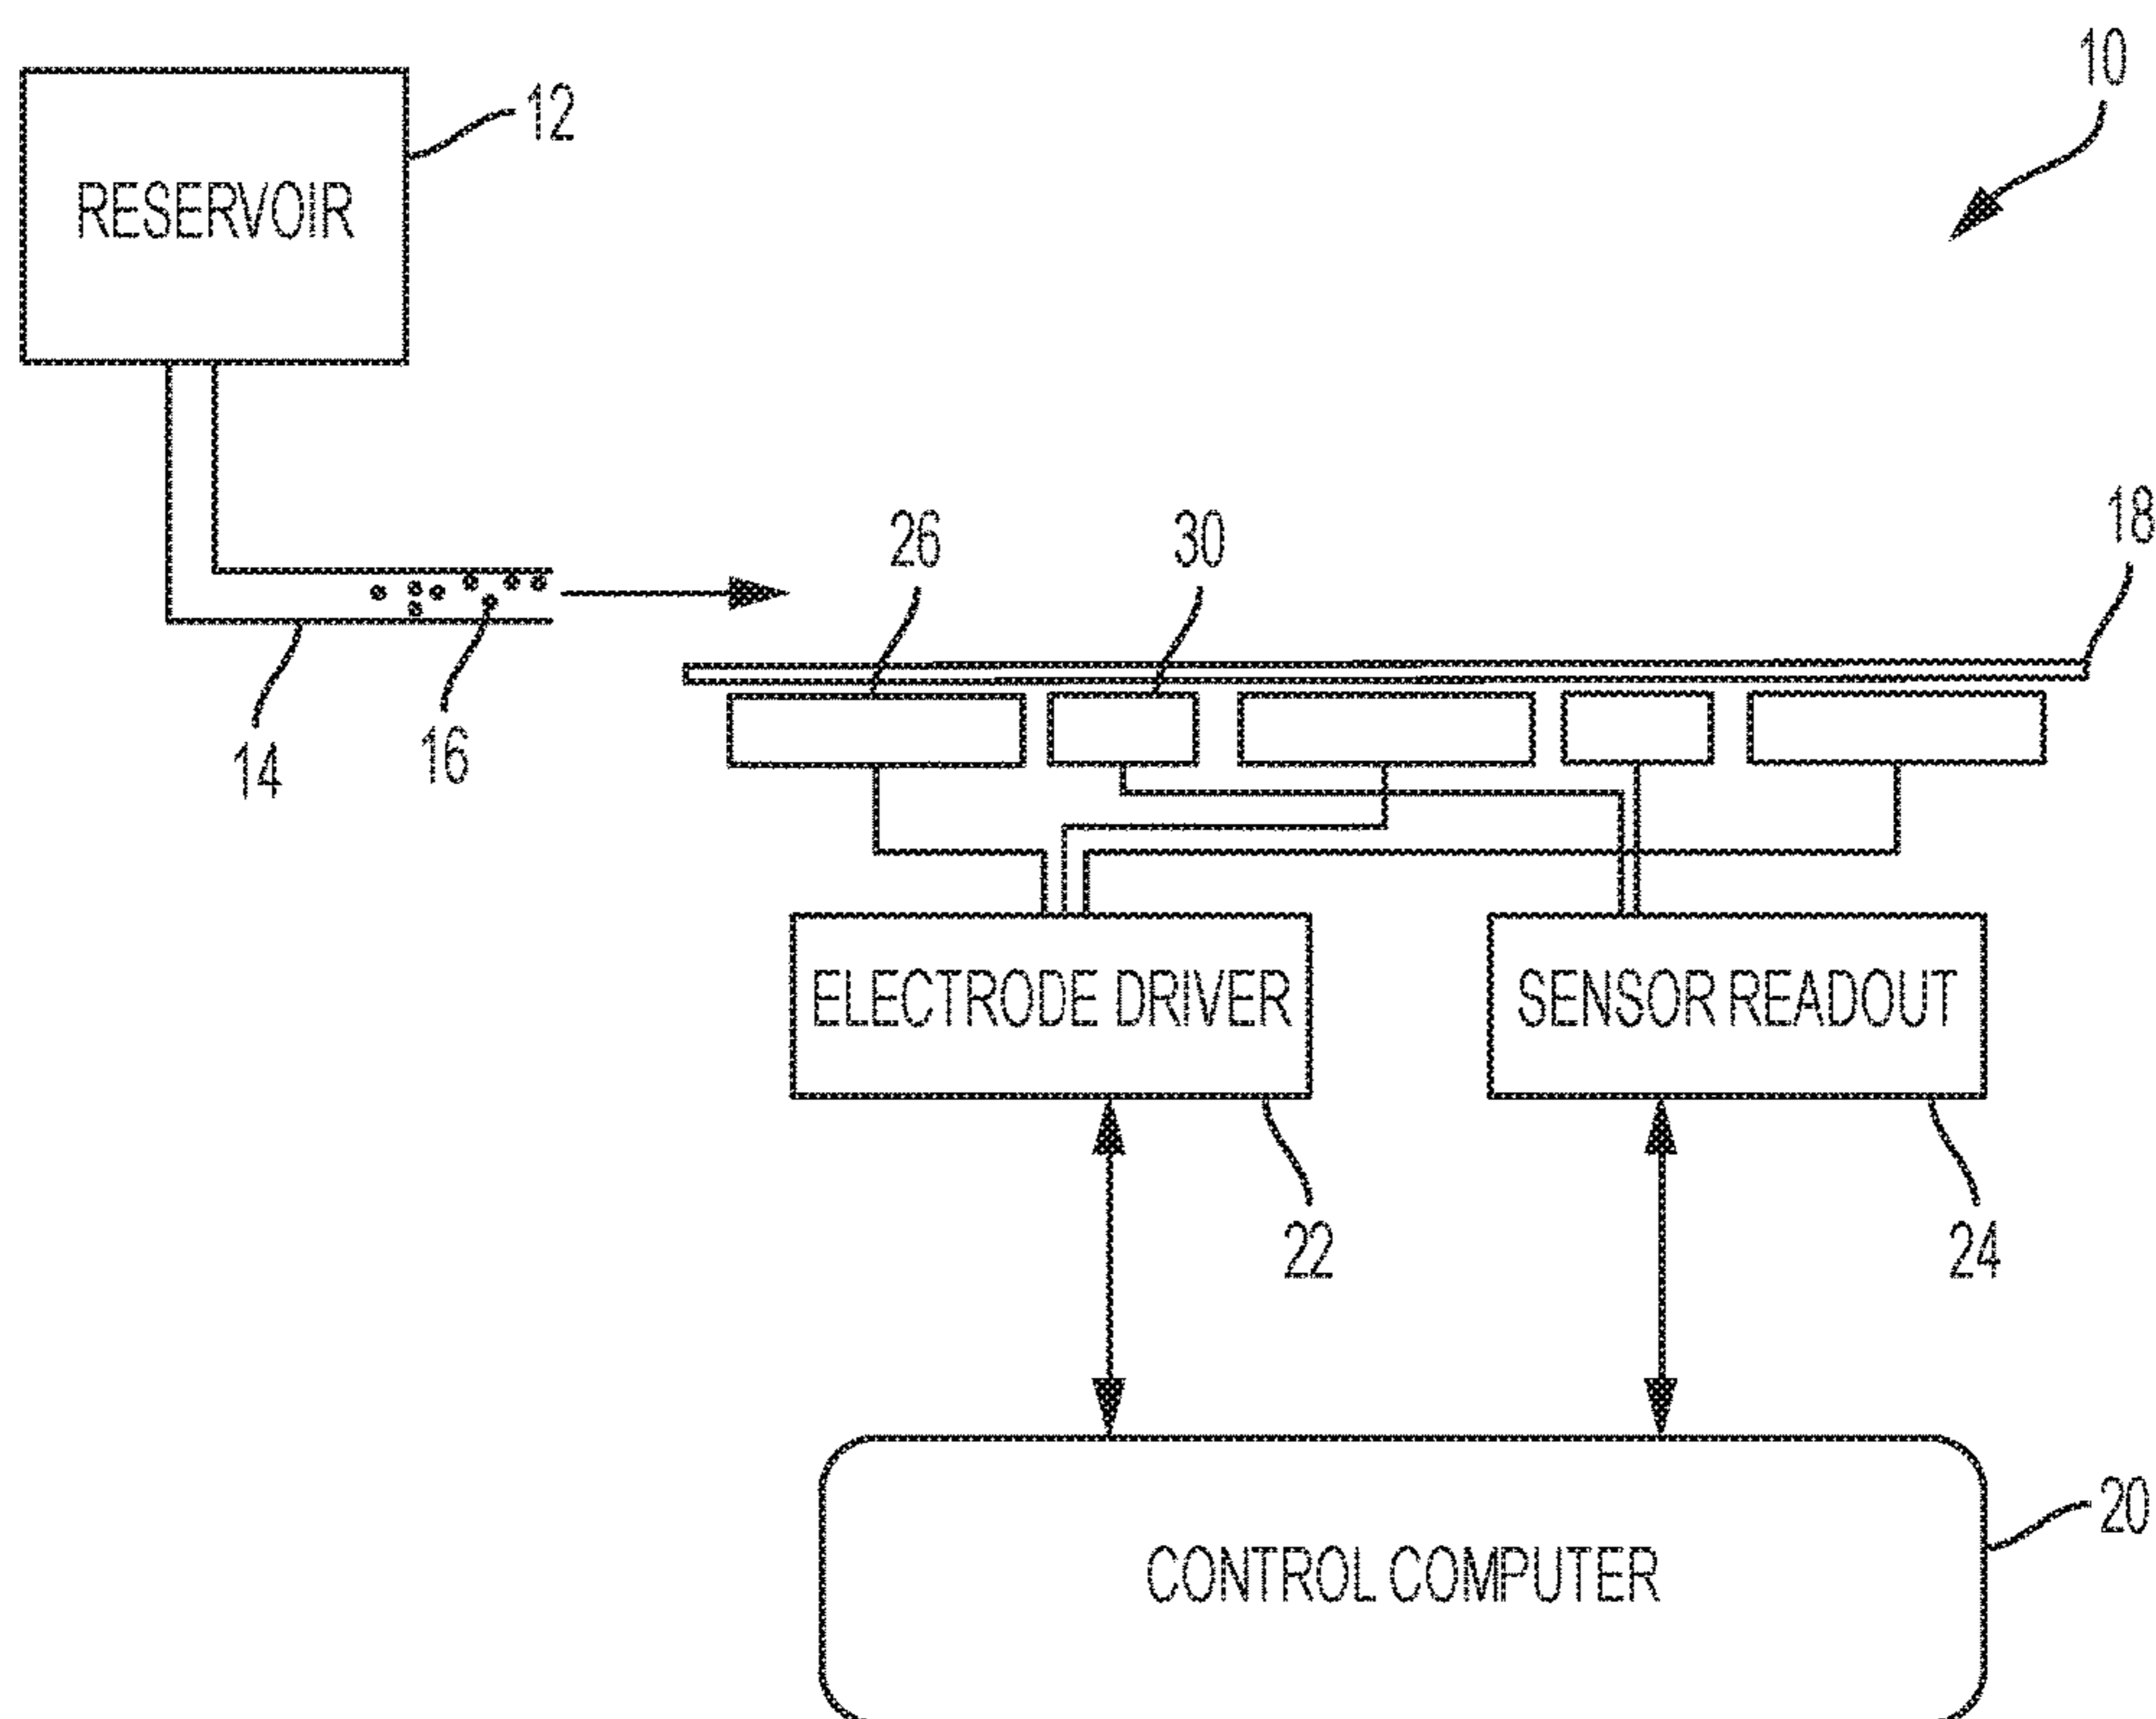 10
12
RESERVOIR
26
30
18
14
16
ELECTRODE DRIVER
SENSOR READOUT
22
24
20
CONTROL COMPUTER